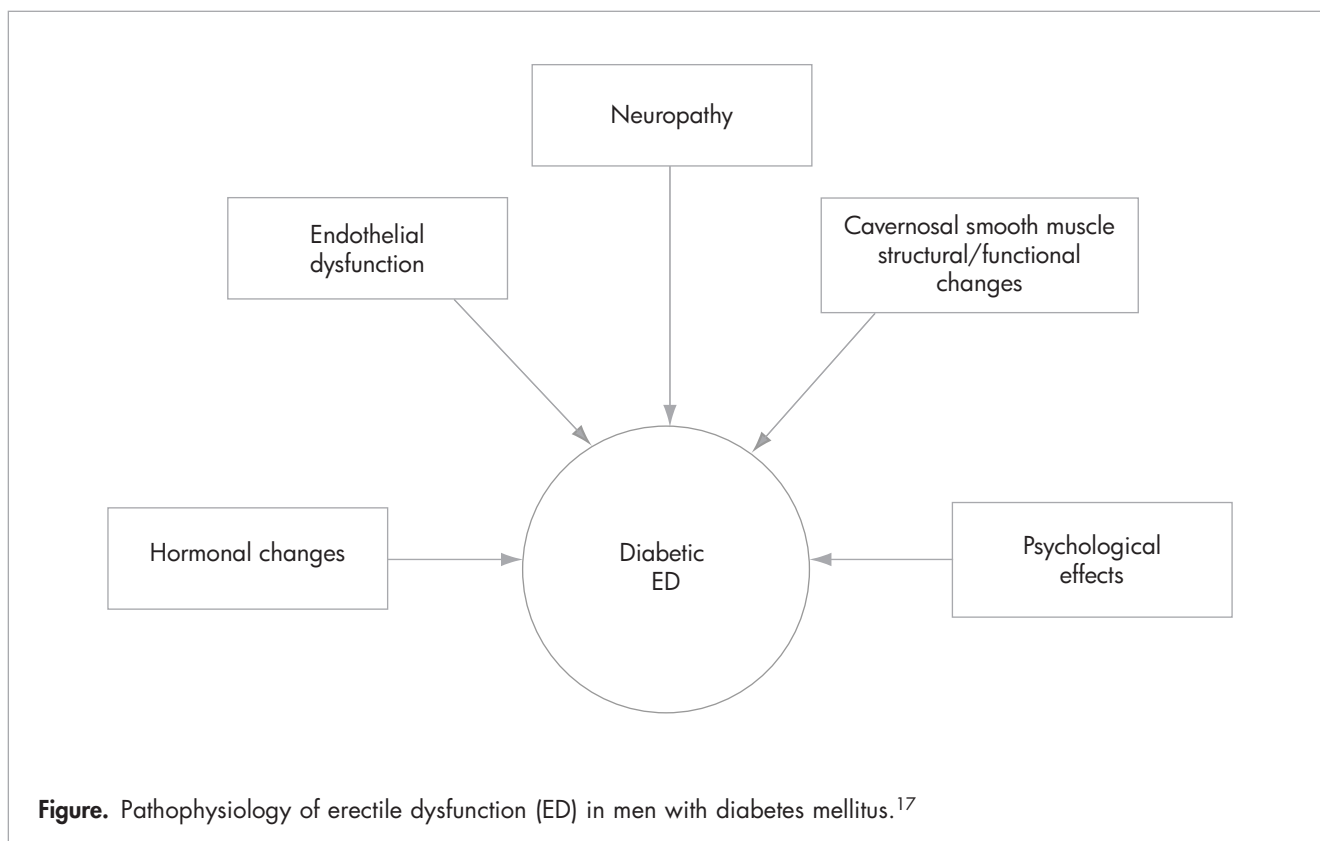 Neuropathy
Endothelial
dysfunction
Cavernosal smooth muscle
structural/functional
changes
Hormonal changes
Diabetic
ED
Psychological
effects
Figure. Pathophysiology of erectile dysfunction (ED) in men with diabetes mellitus.17